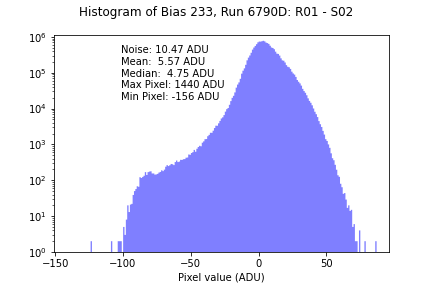 Histogram of Bias 233, Run 6790D: R01 - S02
10⁶
10⁵
10⁴
10³
10²
10¹
10⁰
Noise: 10.47 ADU
Mean:  5.57 ADU
Median:  4.75 ADU
Max Pixel: 1440 ADU
Min Pixel: -156 ADU
−150 −100 −50 0 50
Pixel value (ADU)